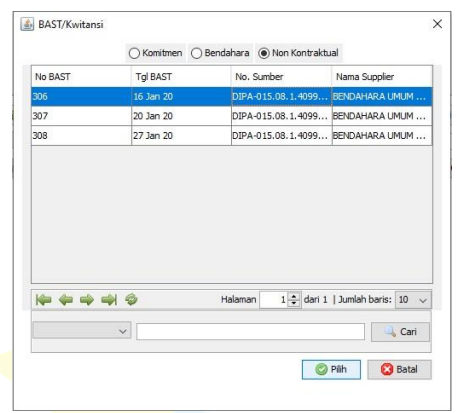 BAST/Kwitansi
Komitmen Bendahara Non Kontraktual
No BAST Tgl BAST No. Sumber Nama Supplier
306 16 Jan 20 DIPA-015.08.1.4099... BENDAHARA UMUM ...
307 20 Jan 20 DIPA-015.08.1.4099... BENDAHARA UMUM ...
308 27 Jan 20 DIPA-015.08.1.4099... BENDAHARA UMUM ...
Halaman 1 dari 1 | Jumlah baris: 10
Cari
Pilih Batal